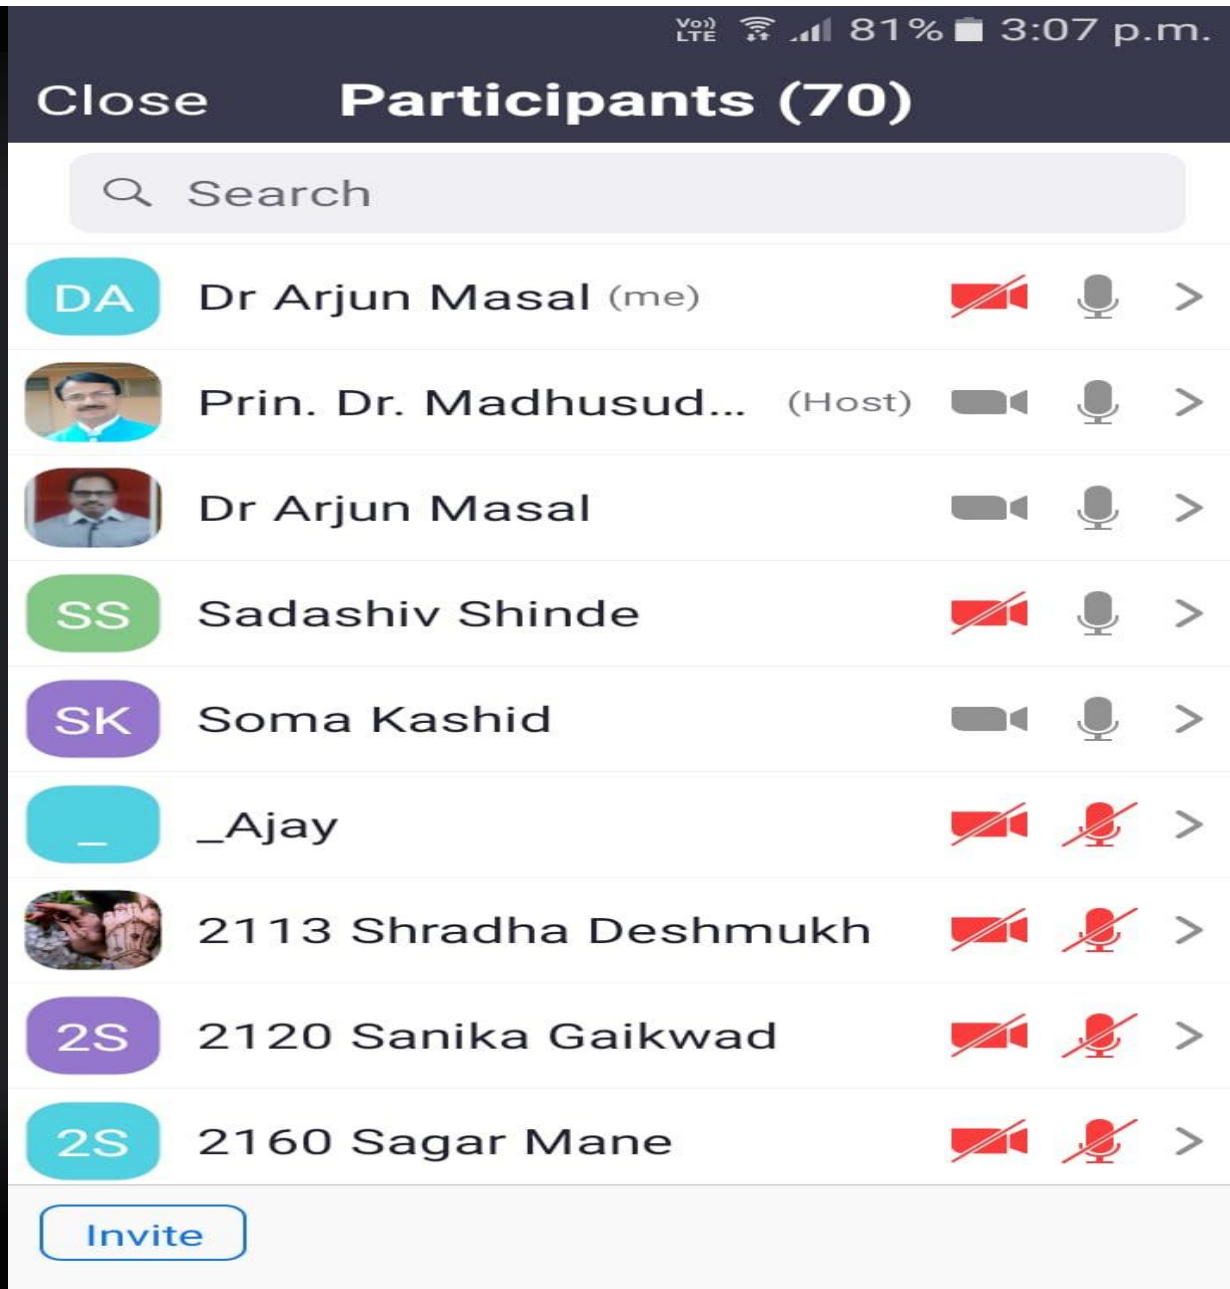 Vo)) LTE 81% 3:07 p.m.
Close Participants (70)
Search
DA Dr Arjun Masal (me)
Prin. Dr. Madhusud... (Host)
Dr Arjun Masal
SS Sadashiv Shinde
SK Soma Kashid
_ _Ajay
2113 Shradha Deshmukh
2S 2120 Sanika Gaikwad
2S 2160 Sagar Mane
Invite